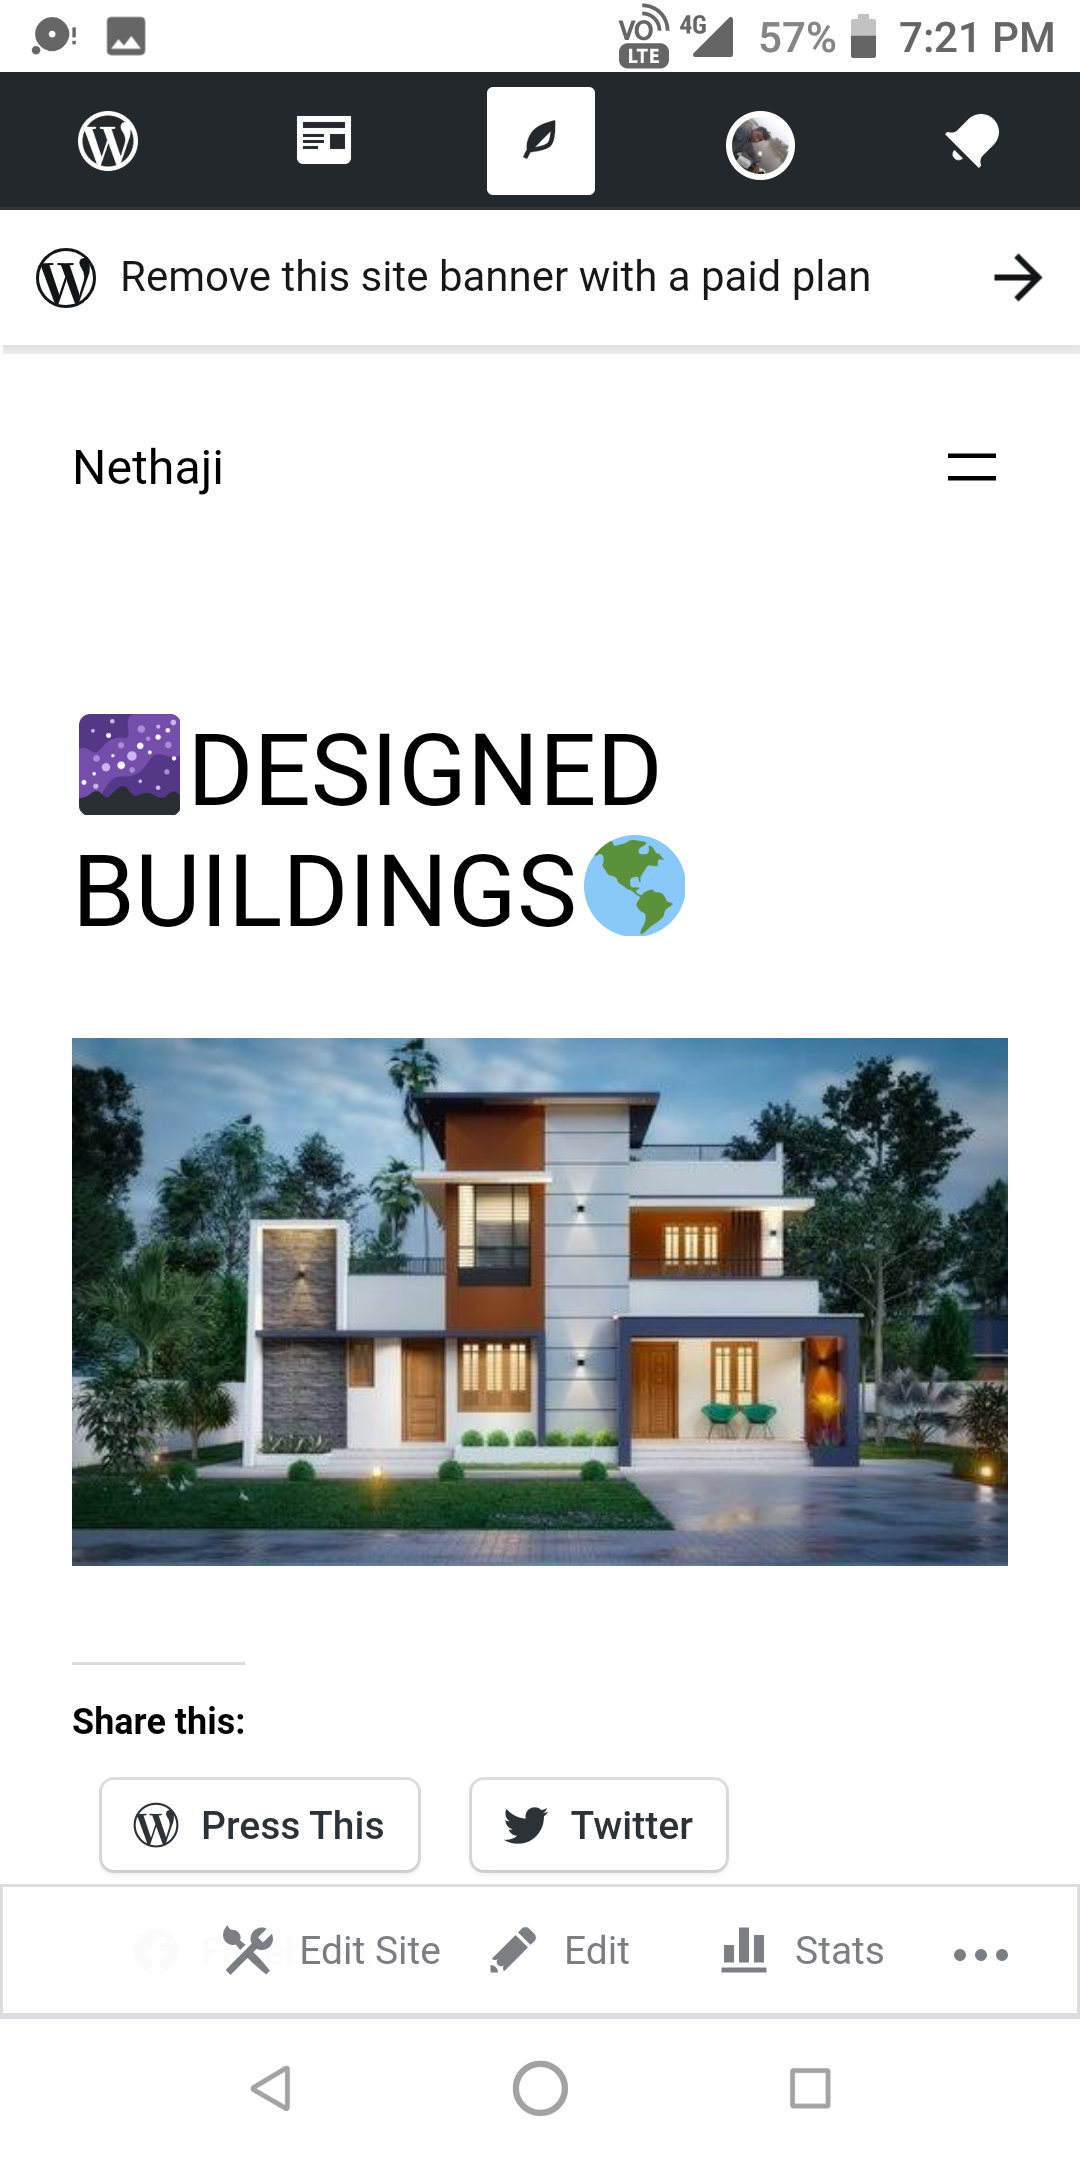 VO LTE 4G 57% 7:21 PM
Remove this site banner with a paid plan
Nethaji
🌌DESIGNED
BUILDINGS🌎
Share this:
Press This Twitter
Edit Site Edit Stats